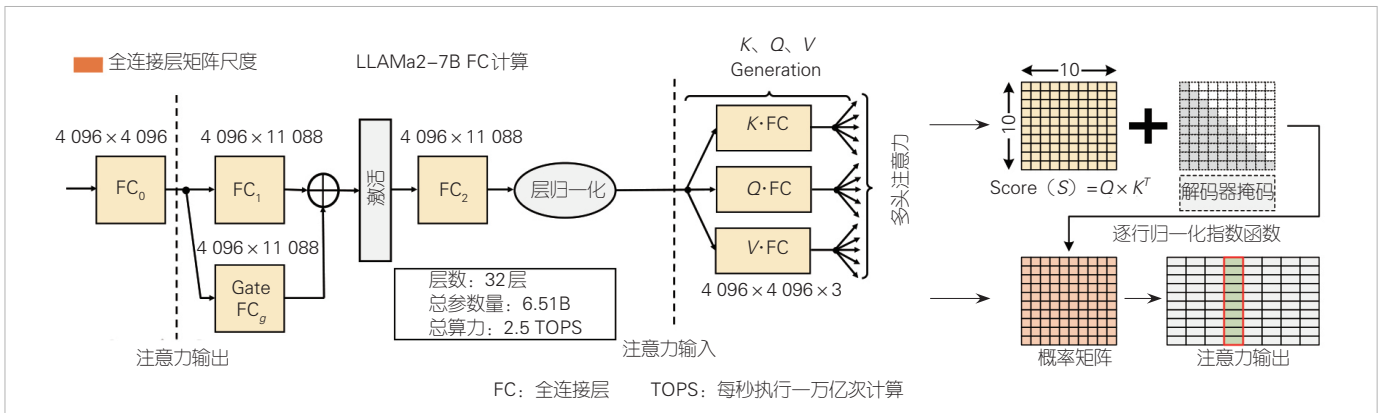 全连接层矩阵尺度
LLAMa2-7B FC计算
K、Q、V
Generation
4 096×4 096
4 096×11 088
4 096×11 088
FC0
FC1
激活
FC2
层归一化
4 096×11 088
Gate
FCg
K·FC
Q·FC
V·FC
4 096×4 096×3
多头注意力
层数：32层
总参数量：6.51B
总算力：2.5 TOPS
注意力输出
注意力输入
10
10
Score（S）=Q×K^T
解码器掩码
逐行归一化指数函数
概率矩阵
注意力输出
FC：全连接层 TOPS：每秒执行一万亿次计算